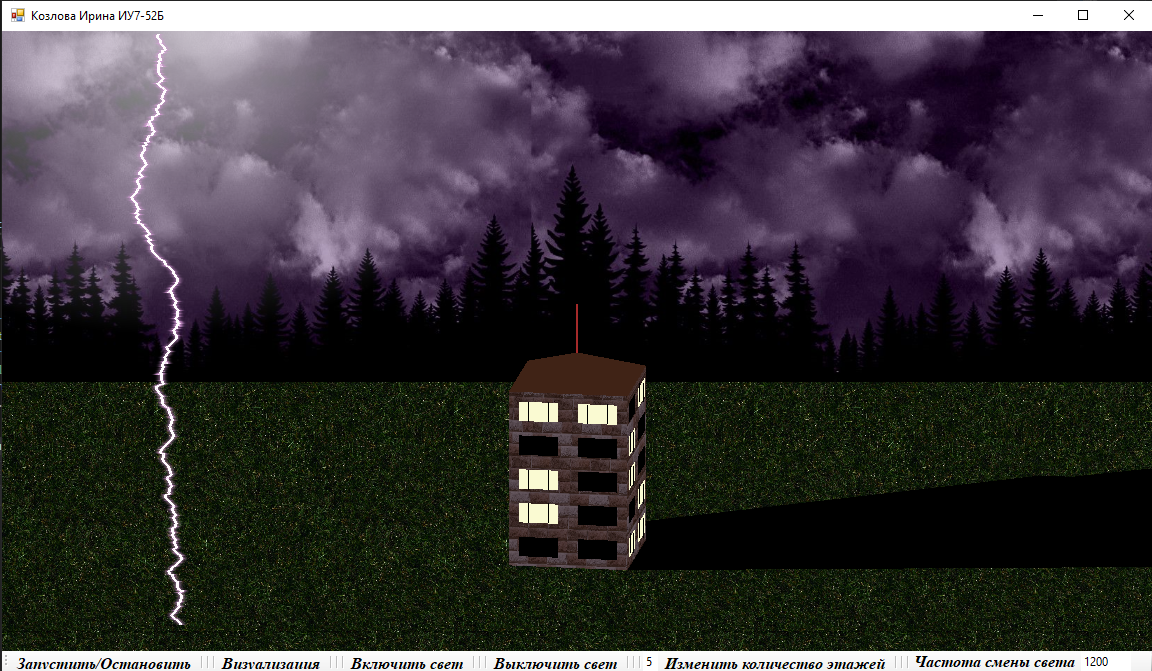 Козлова Ирина ИУ7-52Б
Запустить/Остановить Визуализация Включить свет Выключить свет 5 Изменить количество этажей Частота смены света 1200